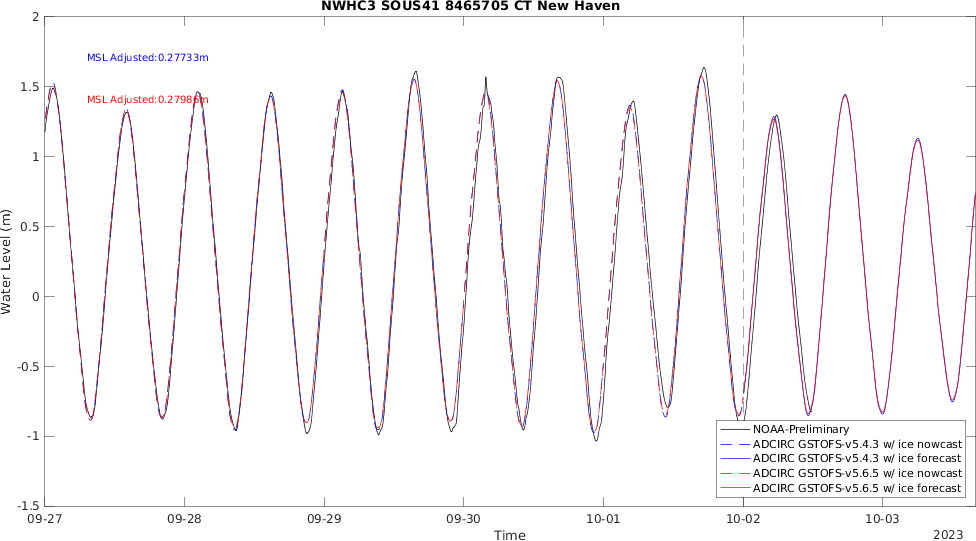 NWHC3 SOUS41 8465705 CT New Haven
2
MSL Adjusted:0.27733m
1.5
MSL Adjusted:0.27986m
1
0.5
Water Level (m)
0
-0.5
-1
NOAA-Preliminary
ADCIRC GSTOFS-v5.4.3 w/ ice nowcast
ADCIRC GSTOFS-v5.4.3 w/ ice forecast
ADCIRC GSTOFS-v5.6.5 w/ ice nowcast
ADCIRC GSTOFS-v5.6.5 w/ ice forecast
-1.5
09-27 09-28 09-29 09-30 10-01 10-02 10-03
Time
2023